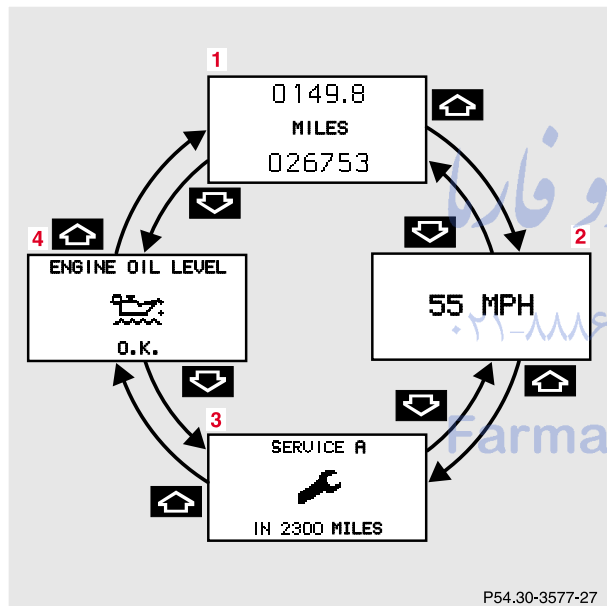 1
0149.8
MILES
026753
2
55 MPH
4
ENGINE OIL LEVEL
O.K.
3
SERVICE A
IN 2300 MILES
Farma
P54.30-3577-27